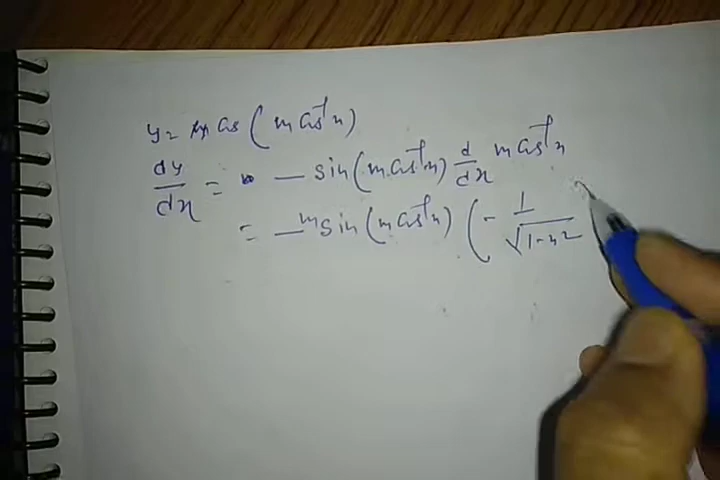 y = cos (m cos⁻¹x)
dy/dx = - sin (m cos⁻¹x) d/dx m cos⁻¹x
= - m sin (m cos⁻¹x) ( - 1/√1-x²